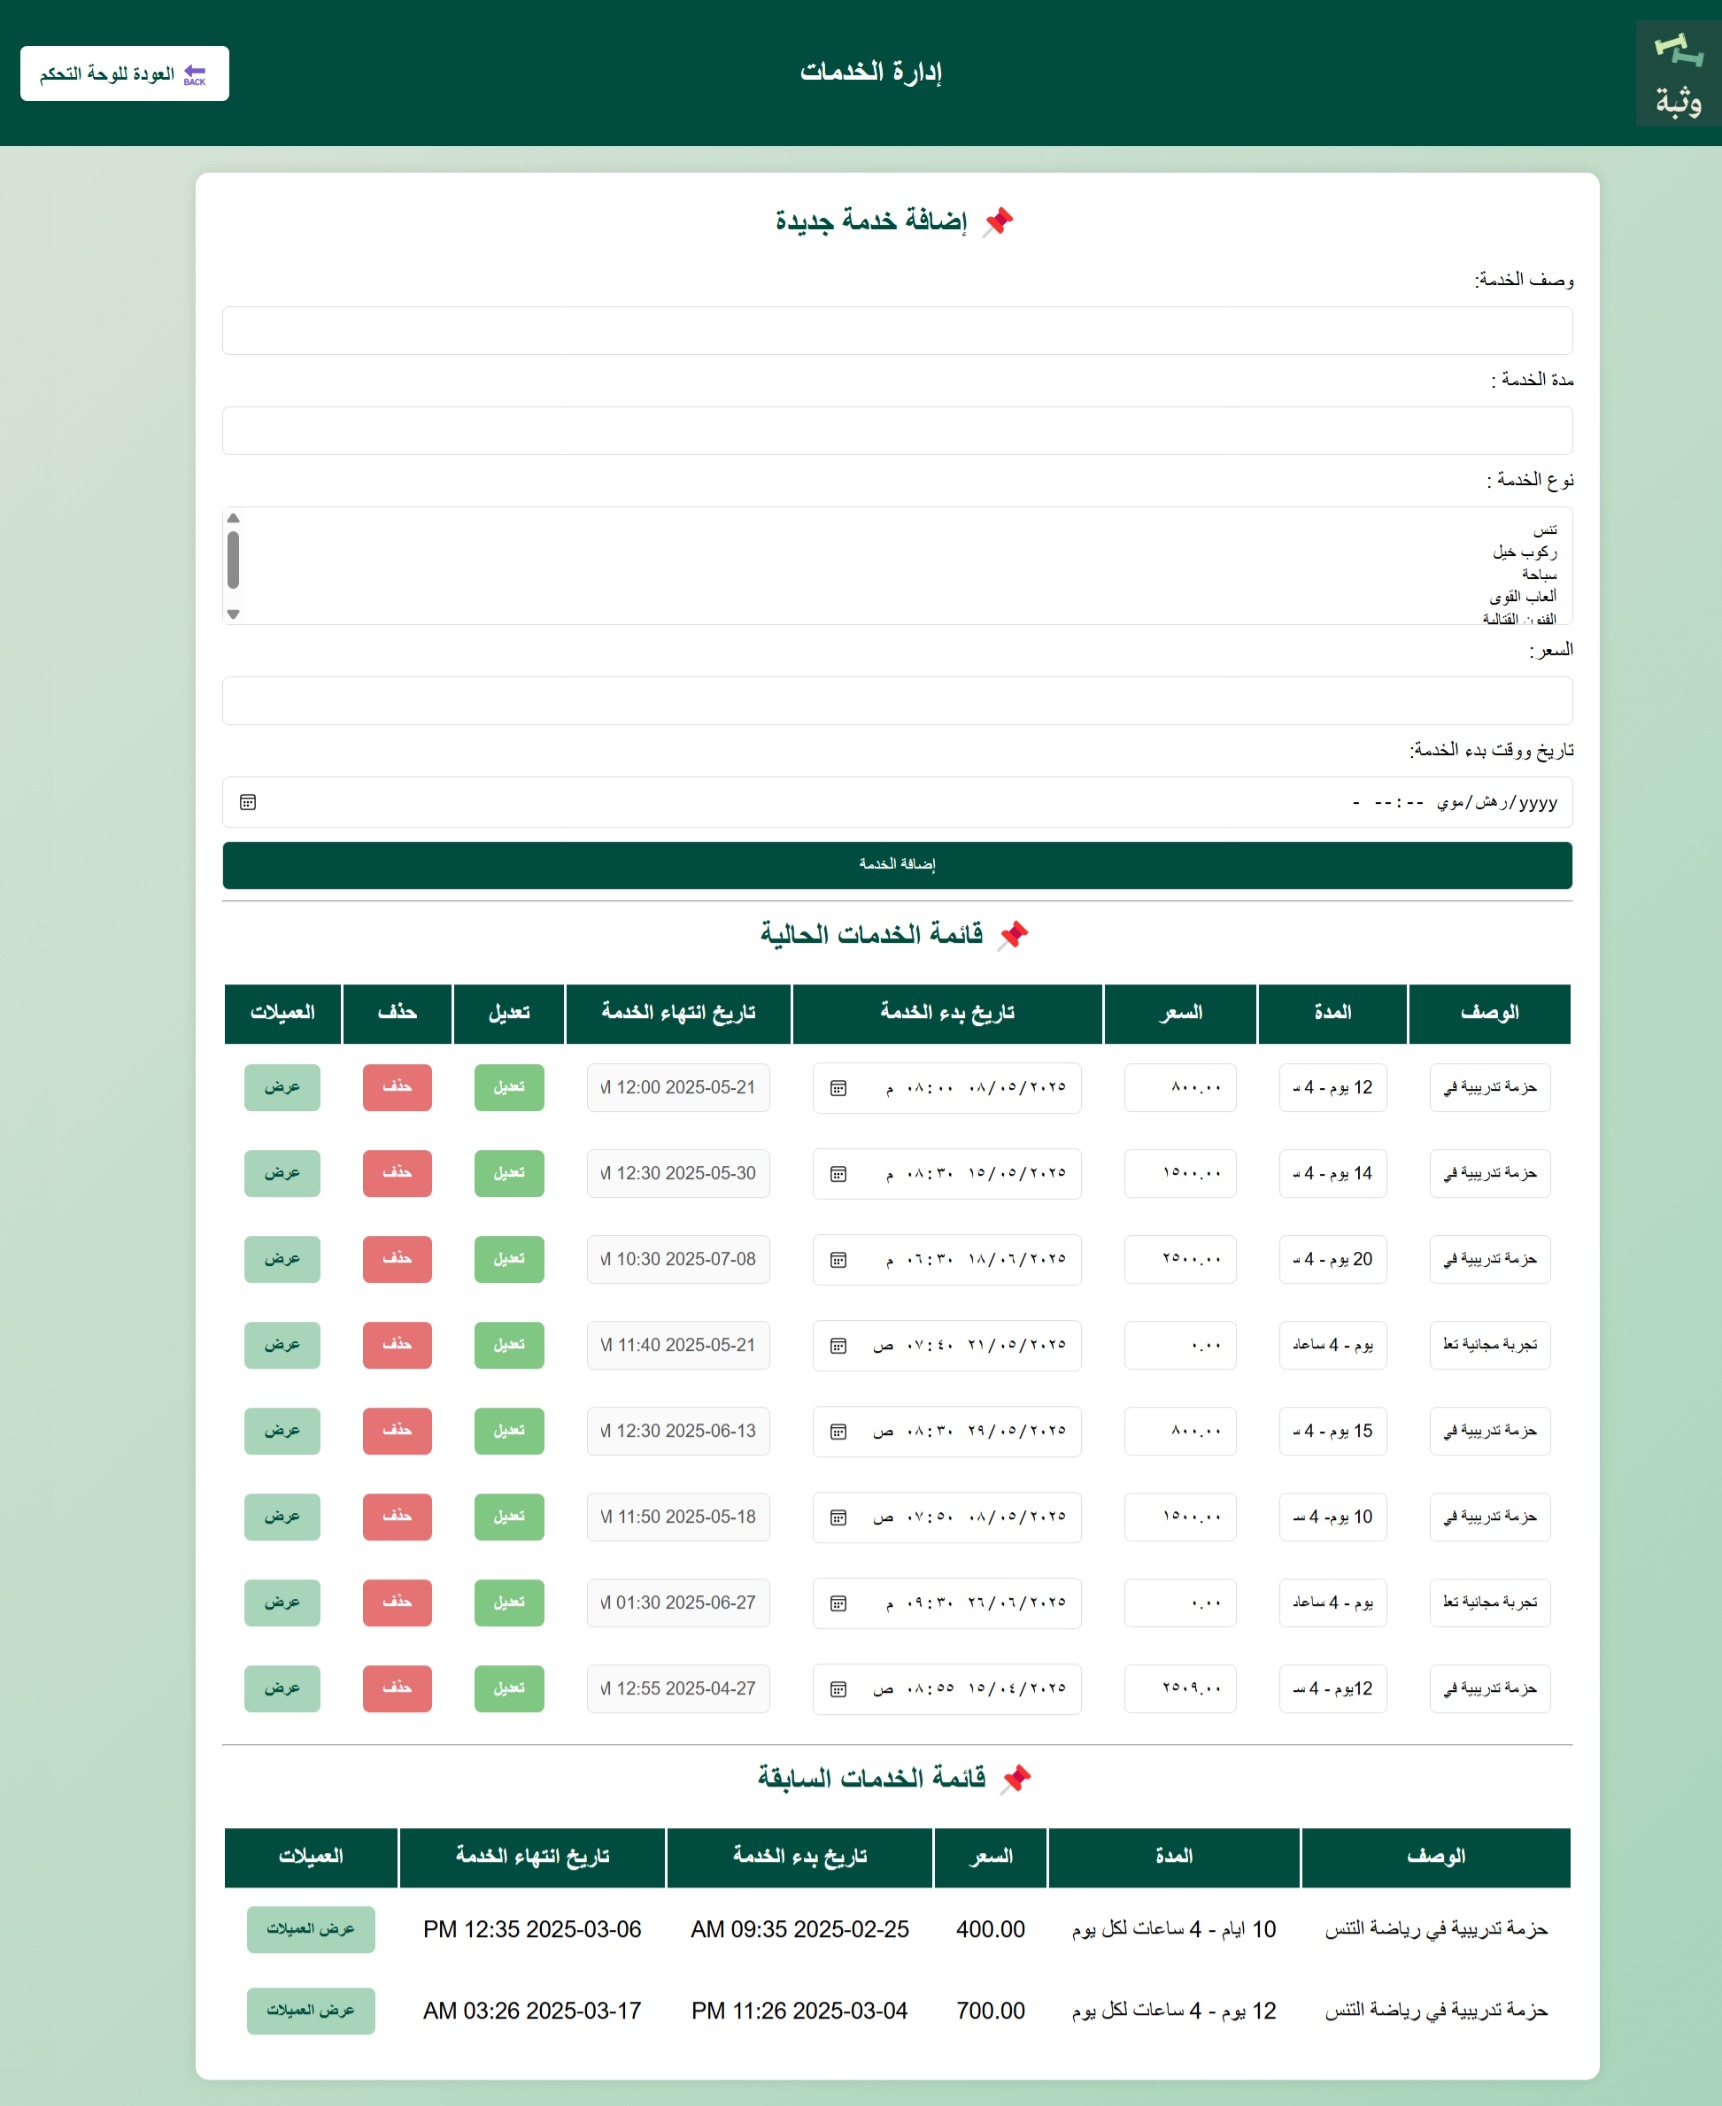 وثبة
إدارة الخدمات
BACK العودة للوحة التحكم
📌 إضافة خدمة جديدة
وصف الخدمة:
مدة الخدمة :
نوع الخدمة :
تنس
ركوب خيل
سباحة
ألعاب القوى
الفنون القتالية
السعر:
تاريخ ووقت بدء الخدمة:
yyyy/رهش/موي --:-- -
إضافة الخدمة
📌 قائمة الخدمات الحالية
الوصف المدة السعر تاريخ بدء الخدمة تاريخ انتهاء الخدمة تعديل حذف العميلات
حزمة تدريبية في 12 يوم - 4 س ٨٠٠.٠٠ ٠٨/٠٥/٢٠٢٥ ٠٨:٠٠ م 2025-05-21 12:00 M تعديل حذف عرض
حزمة تدريبية في 14 يوم - 4 س ١٥٠٠.٠٠ ١٥/٠٥/٢٠٢٥ ٠٨:٣٠ م 2025-05-30 12:30 M تعديل حذف عرض
حزمة تدريبية في 20 يوم - 4 س ٢٥٠٠.٠٠ ١٨/٠٦/٢٠٢٥ ٠٦:٣٠ م 2025-07-08 10:30 M تعديل حذف عرض
تجربة مجانية تعل يوم - 4 ساعات ٠.٠٠ ٢١/٠٥/٢٠٢٥ ٠٧:٤٠ ص 2025-05-21 11:40 M تعديل حذف عرض
حزمة تدريبية في 15 يوم - 4 س ٨٠٠.٠٠ ٢٩/٠٥/٢٠٢٥ ٠٨:٣٠ ص 2025-06-13 12:30 M تعديل حذف عرض
حزمة تدريبية في 10 يوم- 4 س ١٥٠٠.٠٠ ٠٨/٠٥/٢٠٢٥ ٠٧:٥٠ ص 2025-05-18 11:50 M تعديل حذف عرض
تجربة مجانية تعل يوم - 4 ساعات ٠.٠٠ ٢٦/٠٦/٢٠٢٥ ٠٩:٣٠ م 2025-06-27 01:30 M تعديل حذف عرض
حزمة تدريبية في 12يوم - 4 س ٢٥٠٩.٠٠ ١٥/٠٤/٢٠٢٥ ٠٨:٥٥ ص 2025-04-27 12:55 M تعديل حذف عرض
📌 قائمة الخدمات السابقة
الوصف المدة السعر تاريخ بدء الخدمة تاريخ انتهاء الخدمة العميلات
حزمة تدريبية في رياضة التنس 10 ايام - 4 ساعات لكل يوم 400.00 2025-02-25 09:35 AM 2025-03-06 12:35 PM عرض العميلات
حزمة تدريبية في رياضة التنس 12 يوم - 4 ساعات لكل يوم 700.00 2025-03-04 11:26 PM 2025-03-17 03:26 AM عرض العميلات